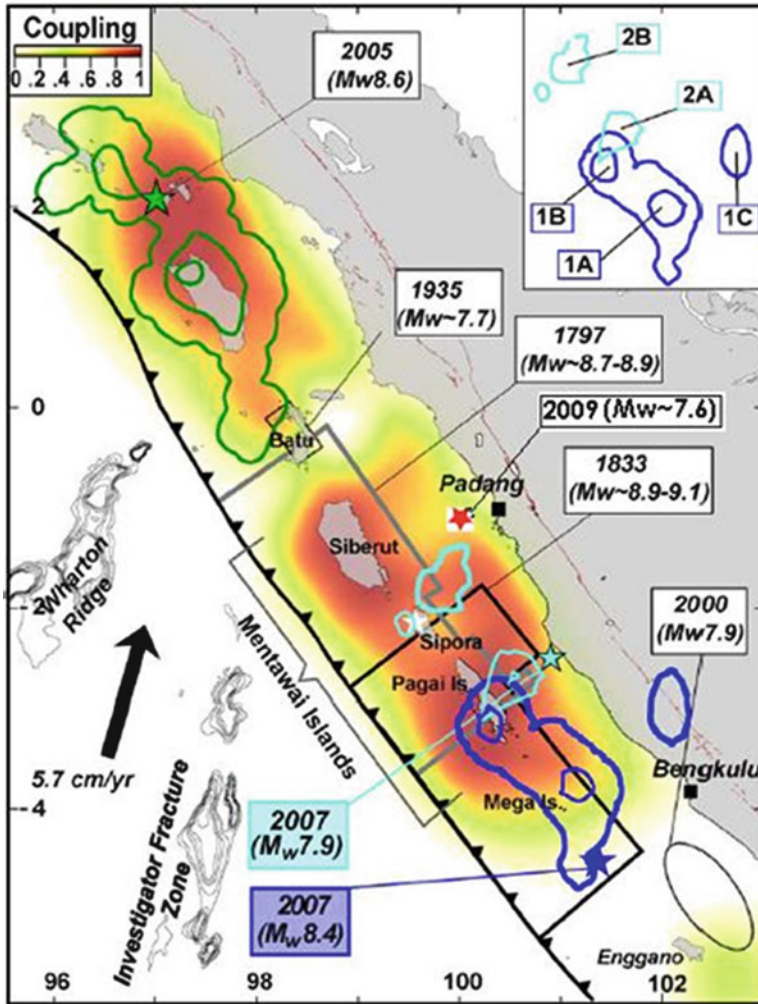 Coupling
0 .2 .4 .6 .8 1
2005
(Mw8.6)
2B
2A
1B
1C
1A
2
1935
(Mw~7.7)
1797
(Mw~8.7-8.9)
0
2009 (Mw~7.6)
Batu
1833
(Mw~8.9-9.1)
Padang
Siberut
Wharton
Ridge
2
2000
(Mw7.9)
Sipora
Pagai Is.
Mentawai Islands
5.7 cm/yr
Bengkulu
-4
Mega Is..
2007
(Mw7.9)
Investigator Fracture
Zone
2007
(Mw8.4)
Enggano
96
98
100
102